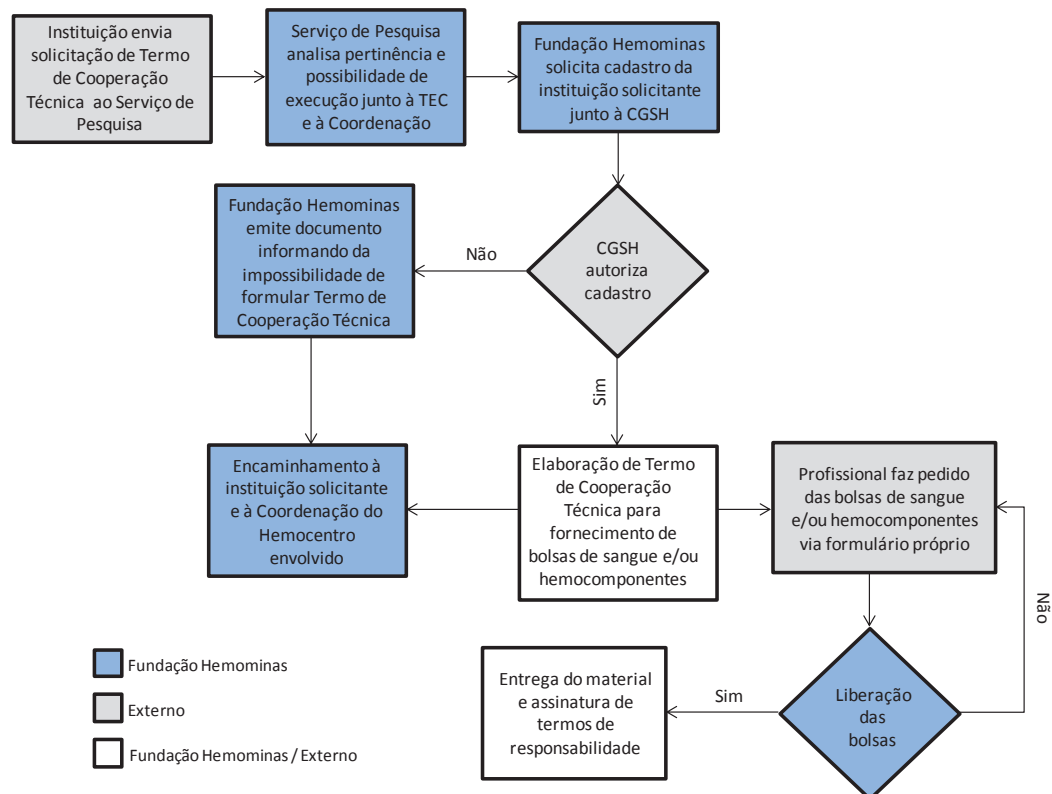 Instituição envia
solicitação de Termo
de Cooperação
Técnica ao Serviço de
Pesquisa
Serviço de Pesquisa
analisa pertinência e
possibilidade de
execução junto à TEC
e à Coordenação
Fundação Hemominas
solicita cadastro da
instituição solicitante
junto à CGSH
Fundação Hemominas
emite documento
informando da
impossibilidade de
formular Termo de
Cooperação Técnica
Não
CGSH
autoriza
cadastro
Sim
Encaminhamento à
instituição solicitante
e à Coordenação do
Hemocentro
envolvido
Elaboração de Termo
de Cooperação
Técnica para
fornecimento de
bolsas de sangue e/ou
hemocomponentes
Profissional faz pedido
das bolsas de sangue
e/ou hemocomponentes
via formulário próprio
Não
Liberação
das
bolsas
Sim
Entrega do material
e assinatura de
termos de
responsabilidade
Fundação Hemominas
Externo
Fundação Hemominas / Externo